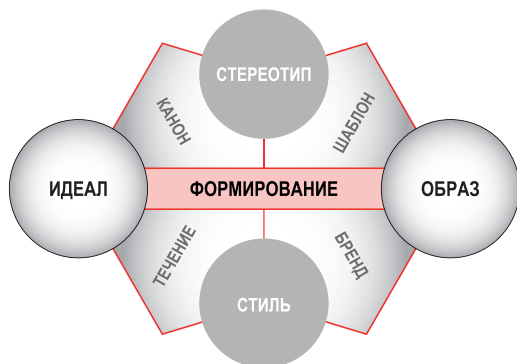 СТЕРЕОТИП
КАНОН
ШАБЛОН
ИДЕАЛ
ФОРМИРОВАНИЕ
ОБРАЗ
ТЕЧЕНИЕ
БРЕНД
СТИЛЬ